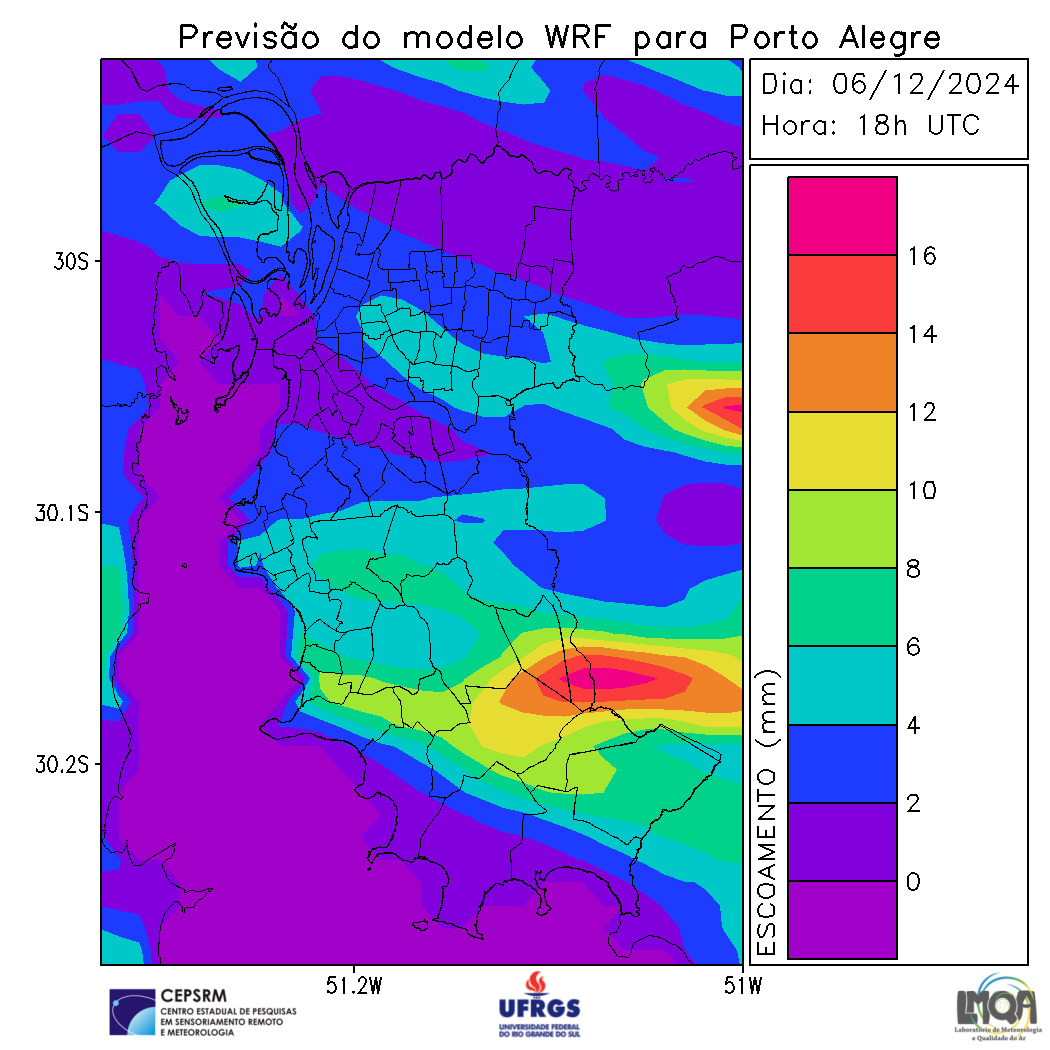 Previsão do modelo WRF para Porto Alegre
Dia: 06/12/2024
Hora: 18h UTC
30S
30.1S
30.2S
51.2W
51W
16
14
12
10
8
6
4
2
0
ESCOAMENTO (mm)
CEPSRM
CENTRO ESTADUAL DE PESQUISAS
EM SENSORIAMENTO REMOTO
E METEOROLOGIA
UFRGS
UNIVERSIDADE FEDERAL
DO RIO GRANDE DO SUL
LMQA
Laboratório de Meteorologia
e Qualidade do Ar